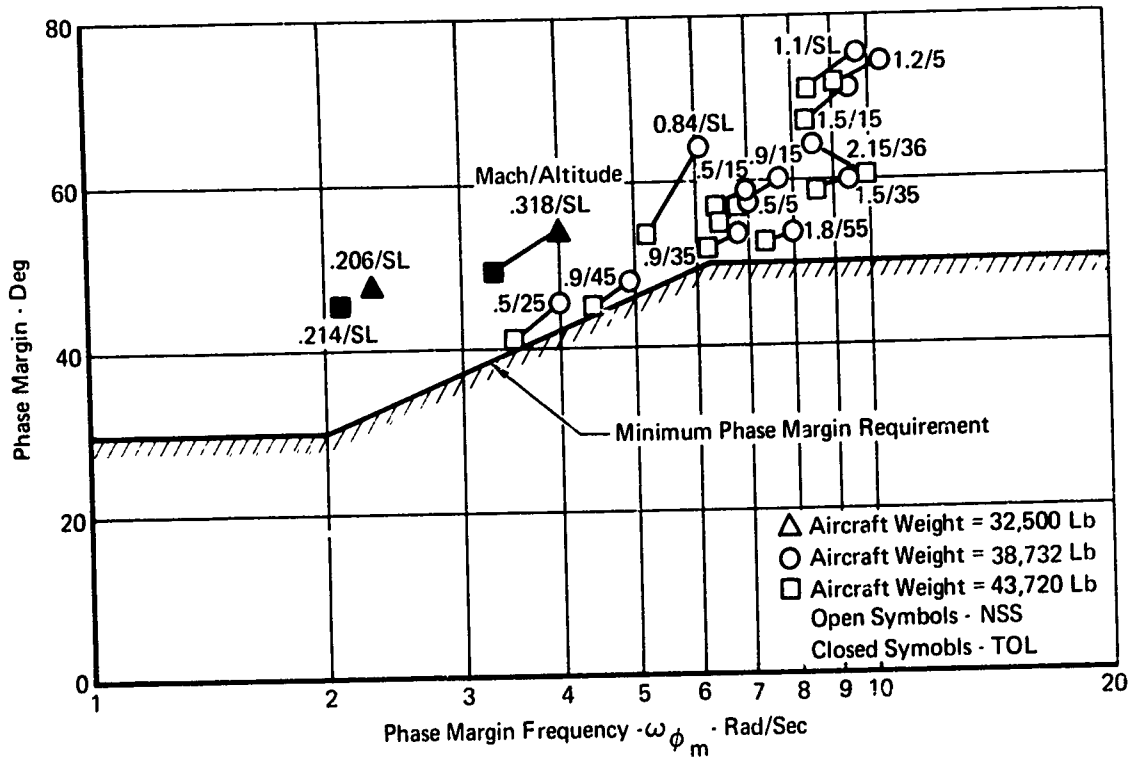 80
60
40
20
0
Phase Margin - Deg
1.1/SL
1.2/5
1.5/15
0.84/SL
.5/15
.9/15
2.15/36
1.5/35
Mach/Altitude
.318/SL
.5/5
1.8/55
.206/SL
.9/45
.9/35
.5/25
.214/SL
Minimum Phase Margin Requirement
Aircraft Weight = 32,500 Lb
Aircraft Weight = 38,732 Lb
Aircraft Weight = 43,720 Lb
Open Symbols - NSS
Closed Symobls - TOL
1 2 3 4 5 6 7 8 9 10 20
Phase Margin Frequency - ω ϕ m - Rad/Sec